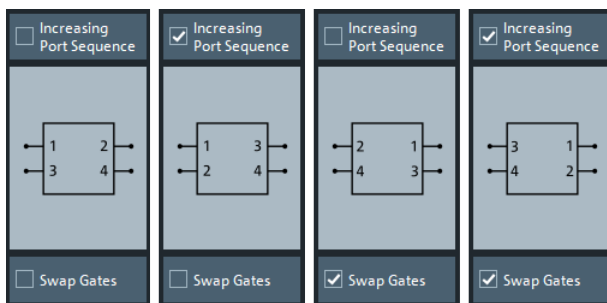 Increasing
Port Sequence
1 2
3 4
Swap Gates
Increasing
Port Sequence
1 3
2 4
Swap Gates
Increasing
Port Sequence
2 1
4 3
Swap Gates
Increasing
Port Sequence
3 1
4 2
Swap Gates